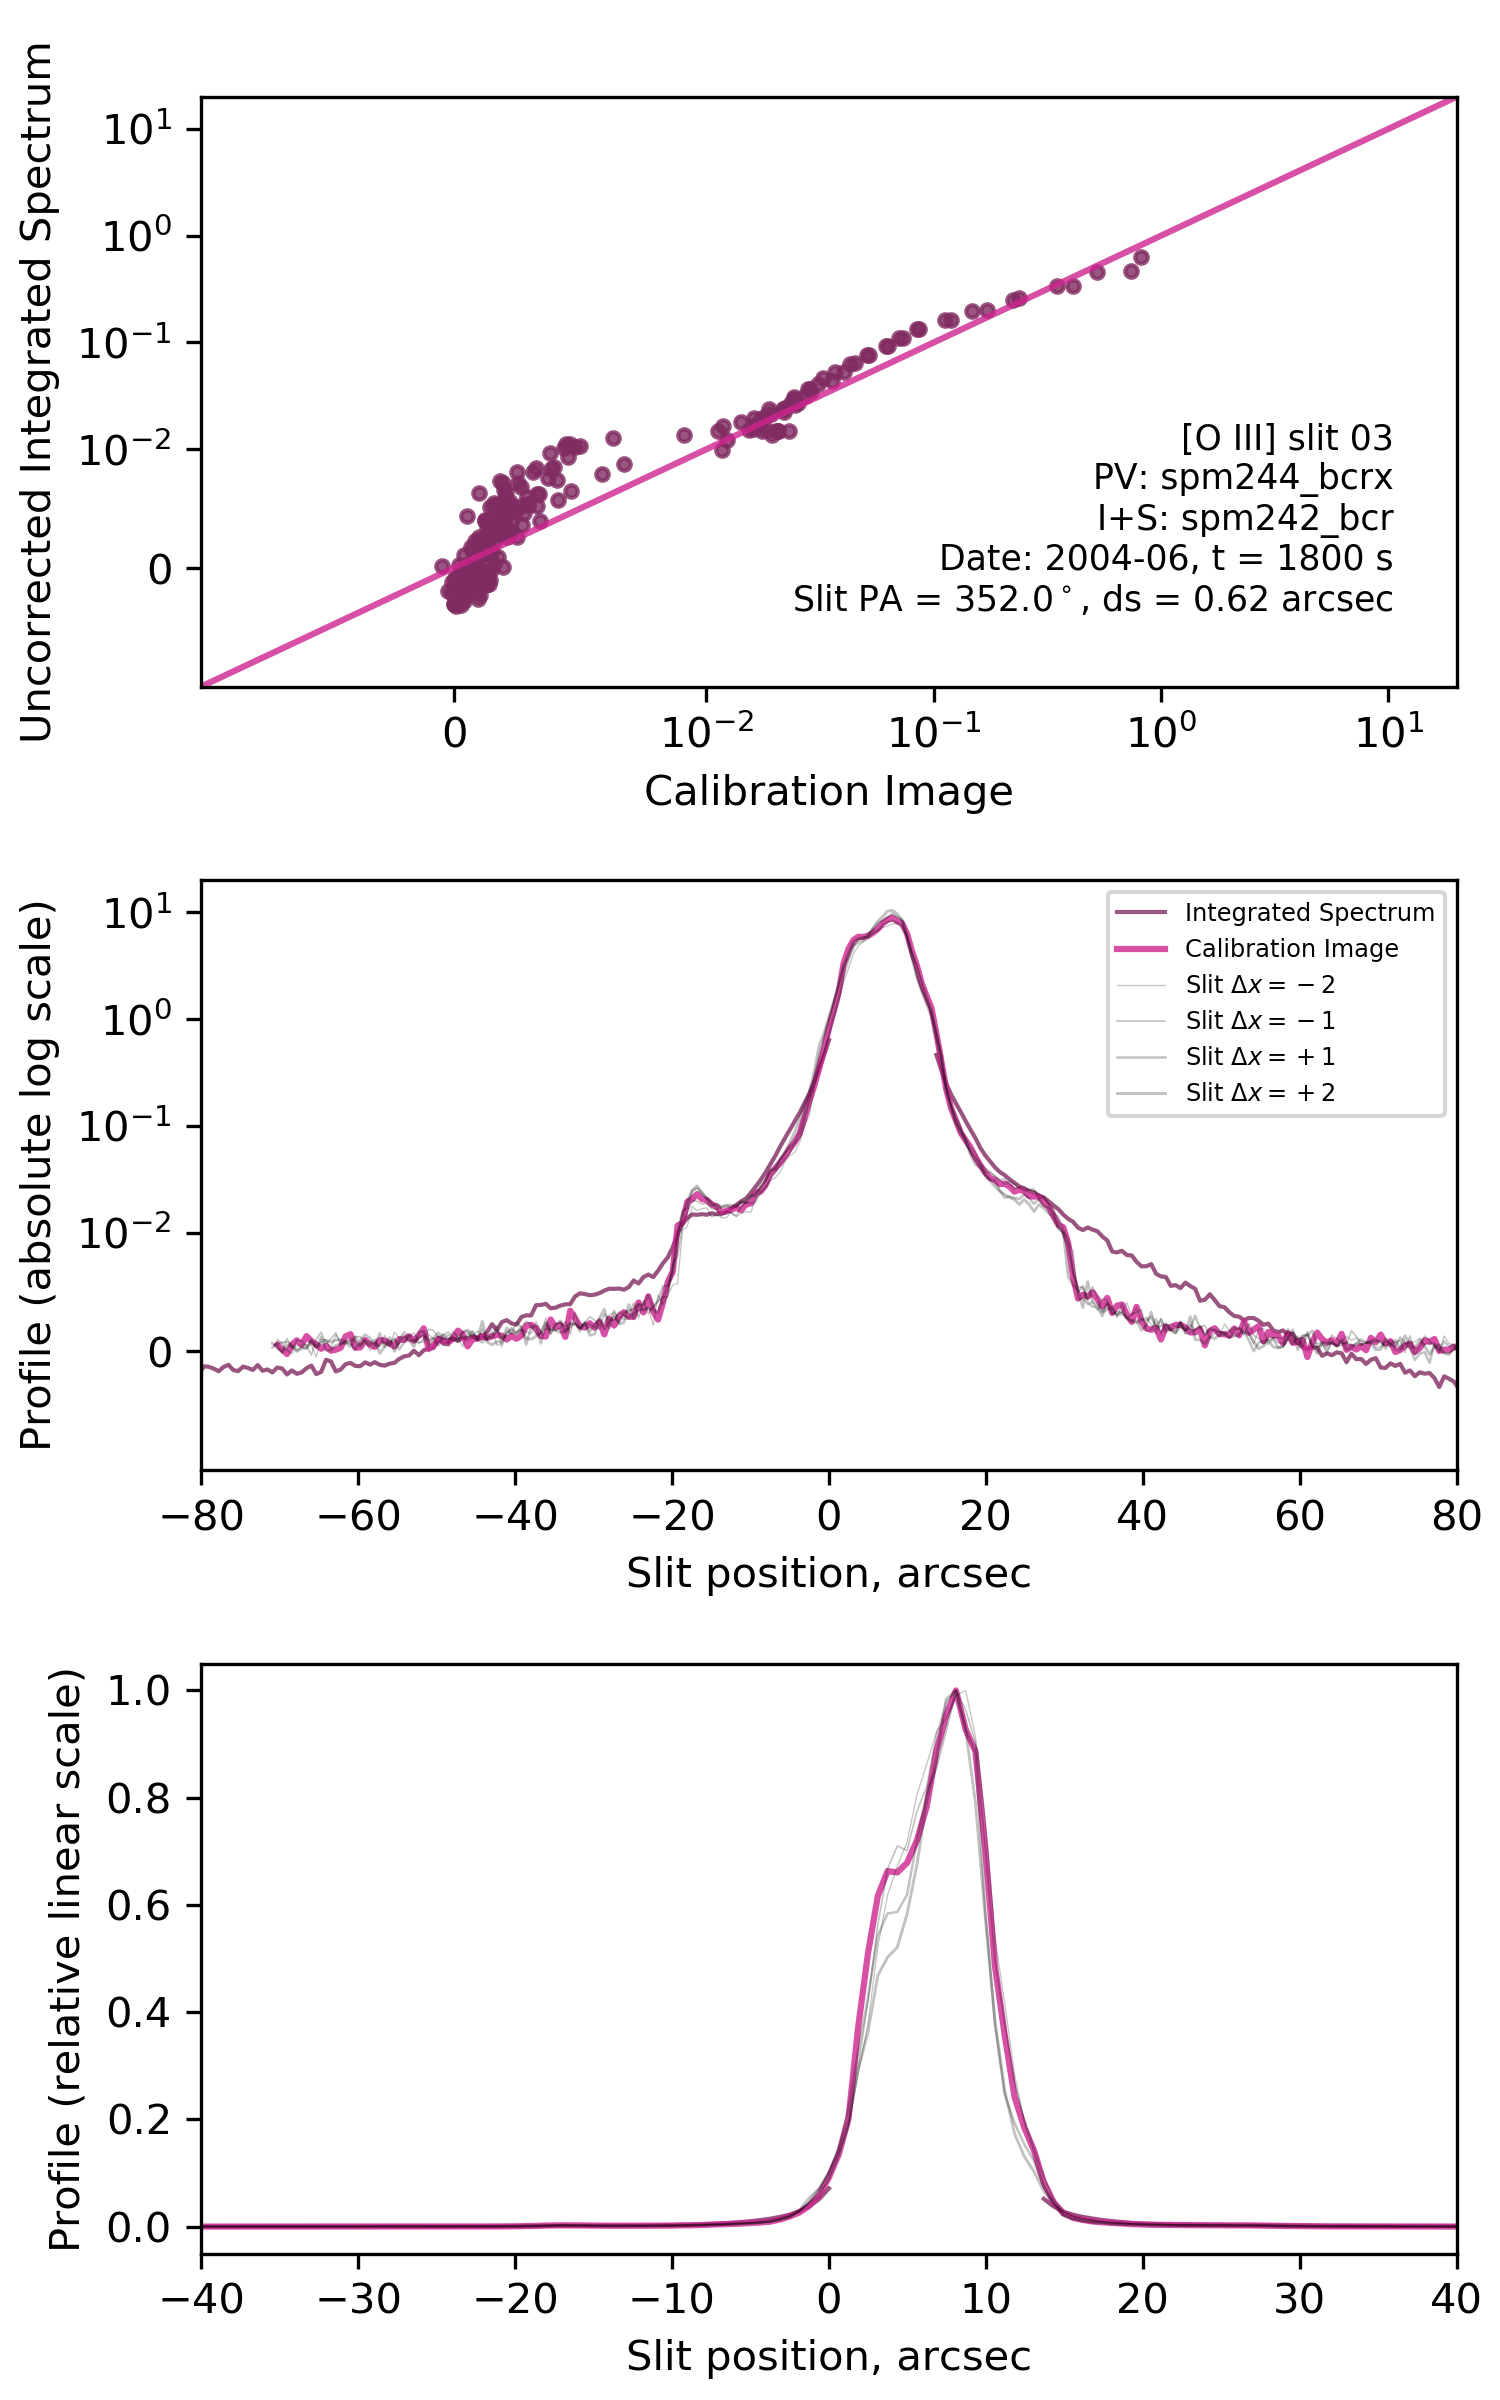 Uncorrected Integrated Spectrum
10¹
10⁰
10⁻¹
10⁻²
0
[O III] slit 03
PV: spm244_bcrx
I+S: spm242_bcr
Date: 2004-06, t = 1800 s
Slit PA = 352.0°, ds = 0.62 arcsec
0 10⁻² 10⁻¹ 10⁰ 10¹
Calibration Image
Profile (absolute log scale)
10¹
10⁰
10⁻¹
10⁻²
0
Integrated Spectrum
Calibration Image
Slit Δx = −2
Slit Δx = −1
Slit Δx = +1
Slit Δx = +2
−80 −60 −40 −20 0 20 40 60 80
Slit position, arcsec
Profile (relative linear scale)
1.0
0.8
0.6
0.4
0.2
0.0
−40 −30 −20 −10 0 10 20 30 40
Slit position, arcsec